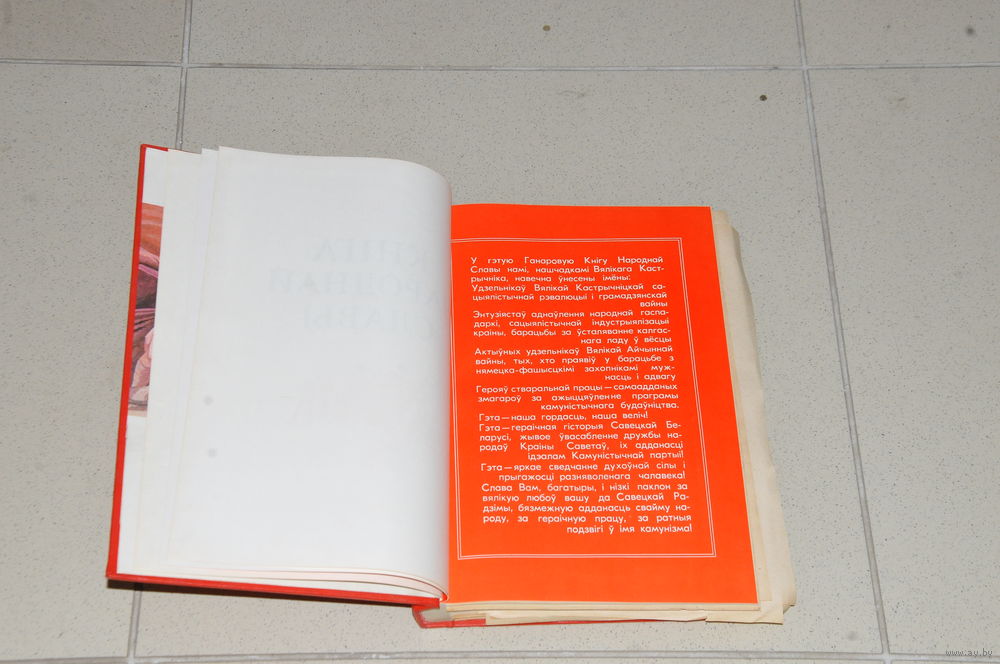 КНІГА
У гэтую Ганаровую Кнігу Народнай
Славы намі, нашчадкамі Вялікага Каст-
рычніка, навечна ўнесены імёны:
Удзельнікаў Вялікай Кастрычніцкай са-
цыялістычнай рэвалюцыі і грамадзянскай
вайны
Энтузіястаў аднаўлення народнай гаспа-
даркі, сацыялістычнай індустрыялізацыі
краіны, барацьбы за ўсталяванне калгас-
нага ладу ў вёсцы
Актыўных удзельнікаў Вялікай Айчыннай
вайны, тых, хто праявіў у барацьбе з
нямецка-фашысцкімі захопнікамі муж-
насць і адвагу
Герояў стваральнай працы — самаадданых
змагароў за ажыццяўленне праграмы
камуністычнага будаўніцтва.
Гэта — наша гордасць, наша веліч!
Гэта — гераічная гісторыя Савецкай Бе-
ларусі, жывое ўвасабленне дружбы на-
родаў Краіны Саветаў, іх адданасці
ідэалам Камуністычнай партыі!
Гэта — яркае сведчанне духоўнай сілы і
прыгажосці разняволенага чалавека!
Слава Вам, багатыры, і нізкі паклон за
вялікую любоў вашу да Савецкай Ра-
дзімы, бязмежную адданасць свайму на-
роду, за гераічную працу, за ратныя
подзвігі ў імя камунізма!
www.ay.by